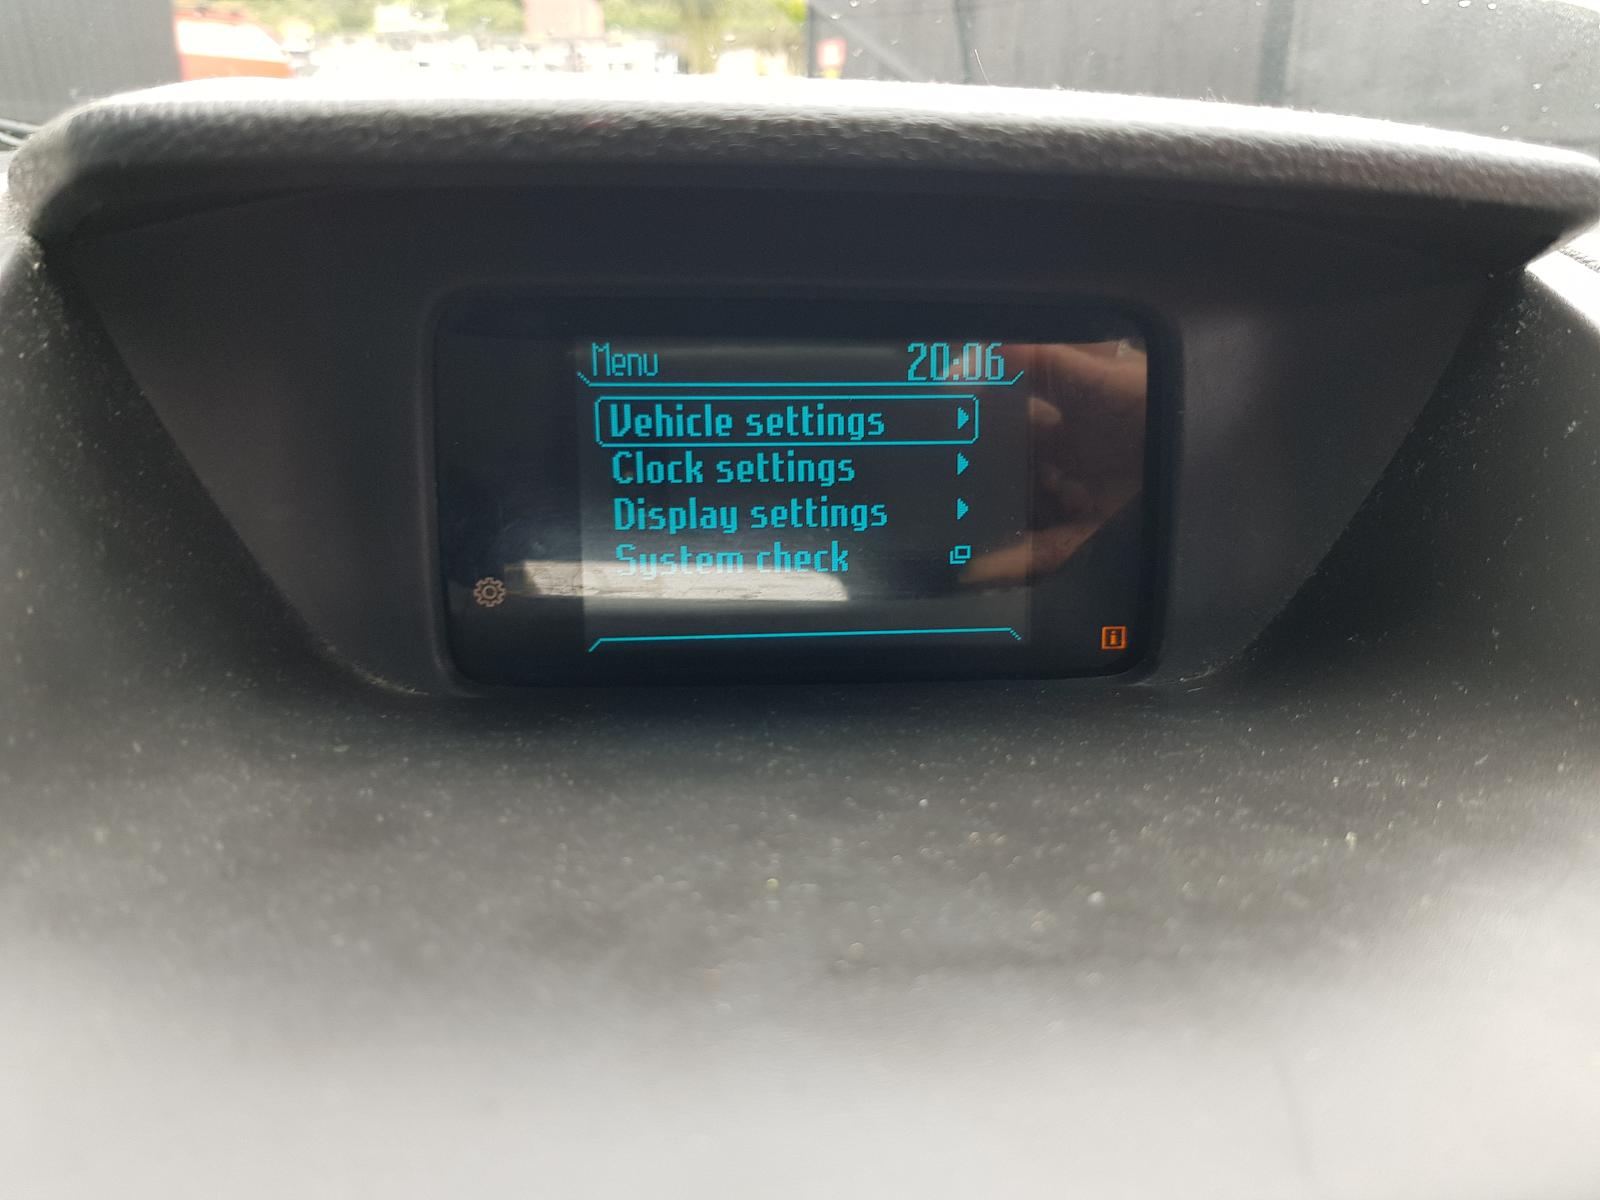 Menu 20:06
Vehicle settings
Clock settings
Display settings
System check
i